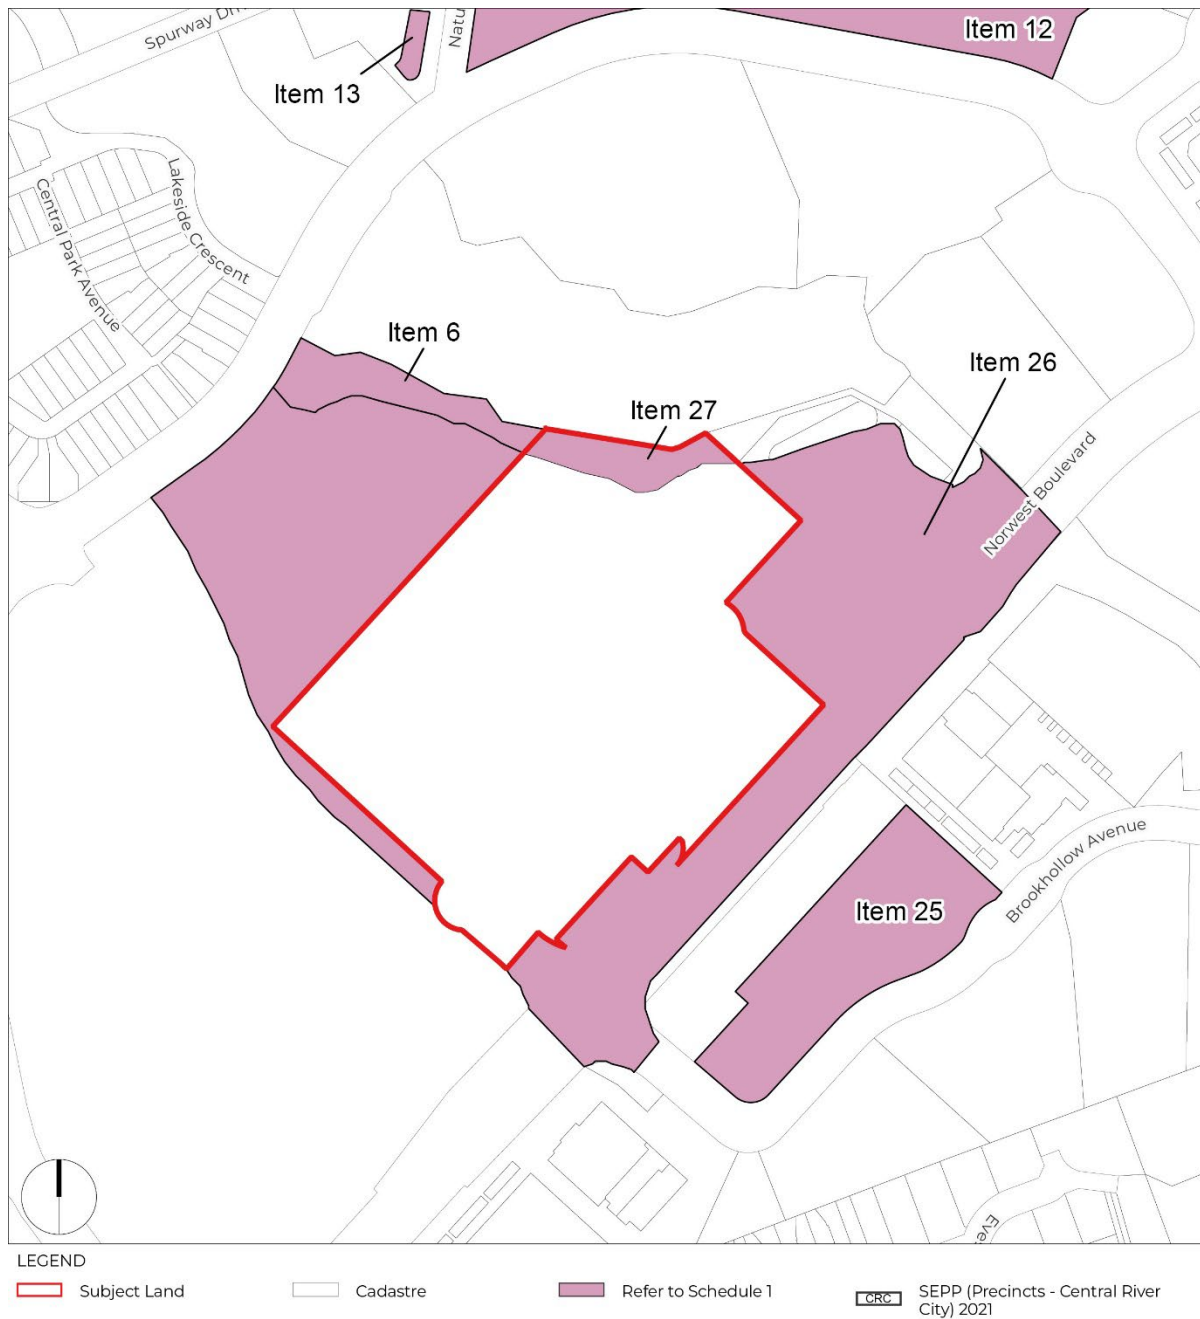 Spurway
Natu
Item 12
Item 13
Lakeside Crescent
Central Park Avenue
Item 6
Item 26
Item 27
Norwest Boulevard
Brookhollow Avenue
Item 25
Eves
LEGEND
Subject Land
Cadastre
Refer to Schedule 1
CRC
SEPP (Precincts - Central River
City) 2021